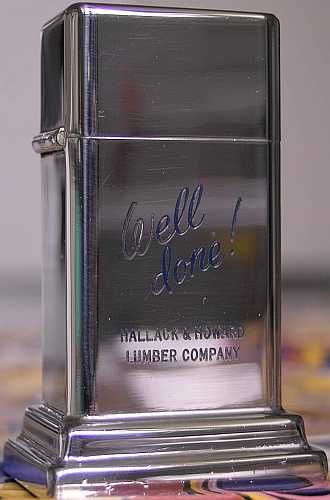 Well
done!
HALLACK & HOWARD
LUMBER COMPANY